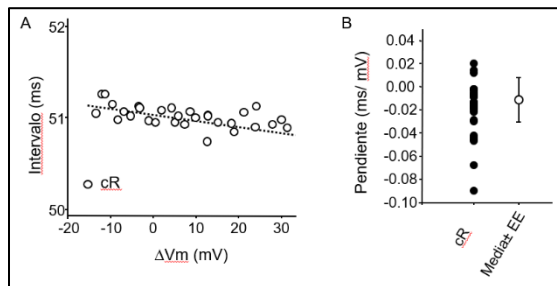 A
52
51
50
Intervalo (ms)
cR
-20 -10 0 10 20 30
ΔVm (mV)
B
0.04
0.02
0.00
-0.02
-0.04
-0.06
-0.08
-0.10
Pendiente (ms/ mV)
cR
Media± EE